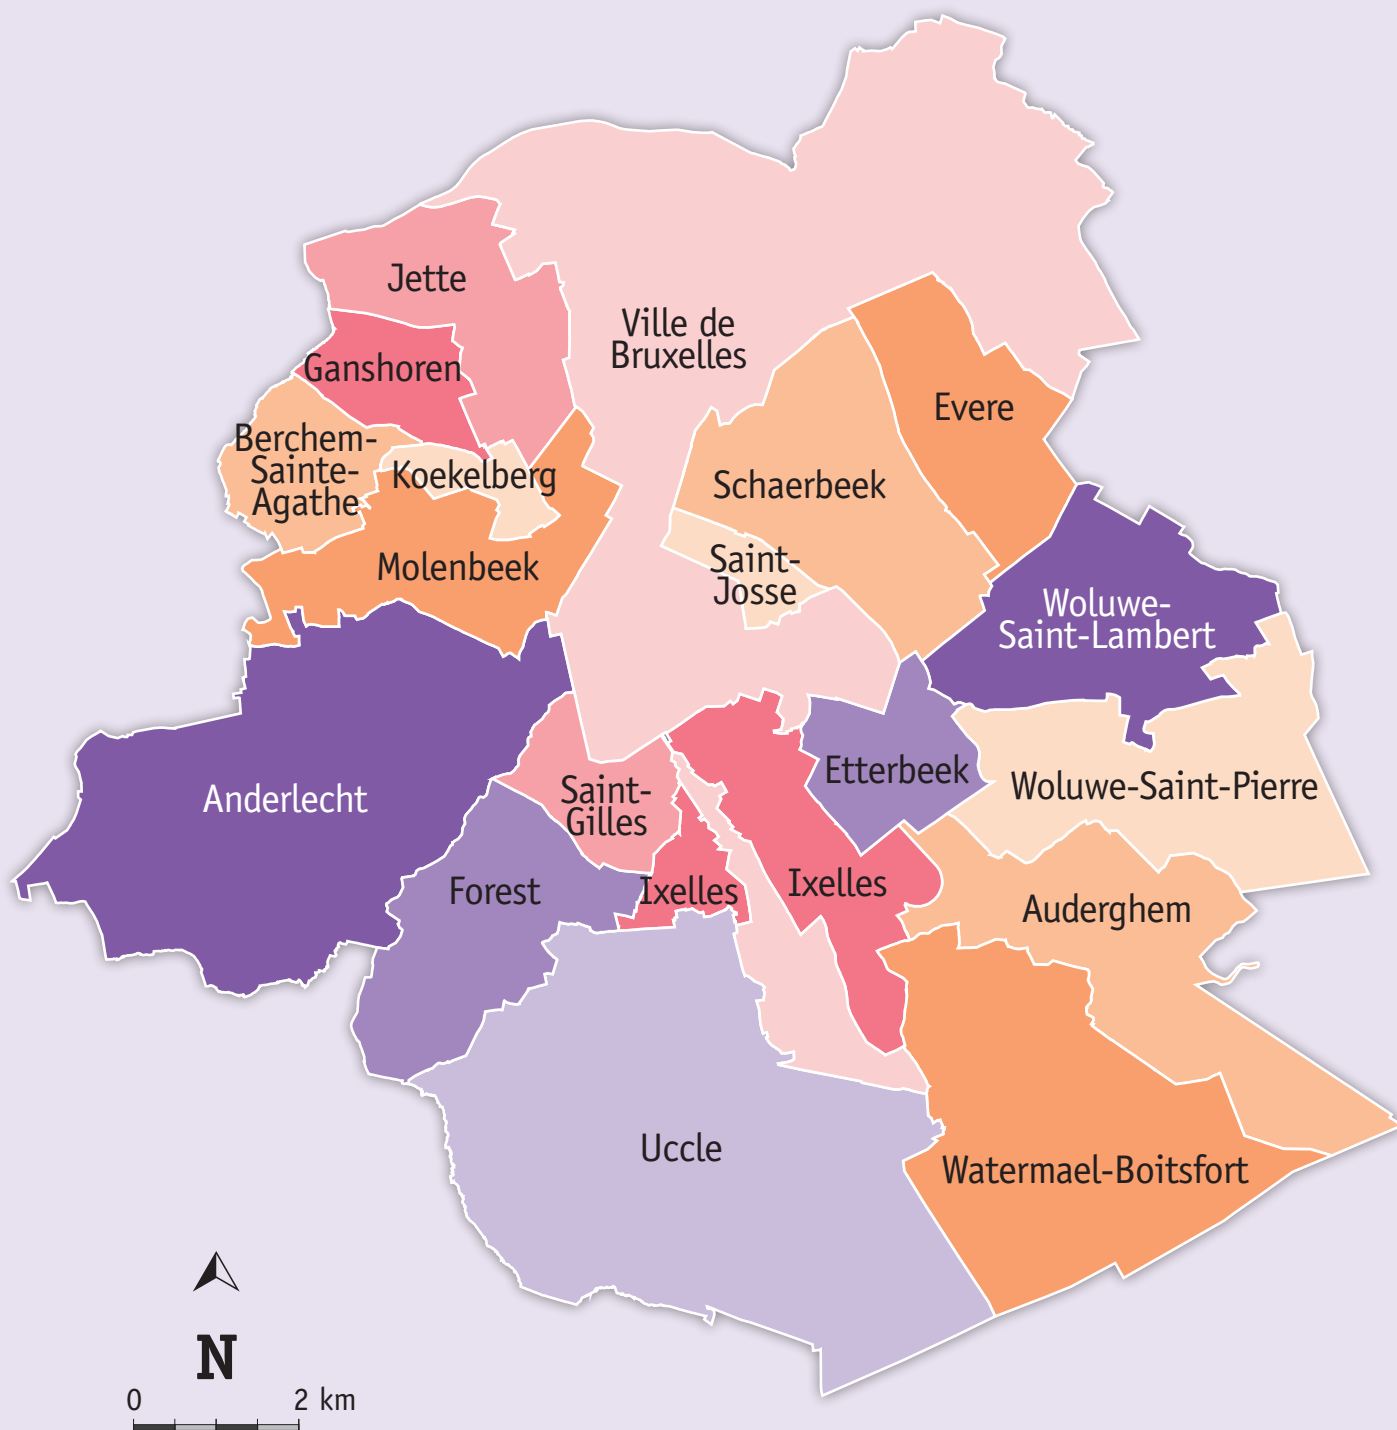 Jette
Ville de
Bruxelles
Ganshoren
Evere
Berchem-
Sainte-
Agathe
Koekelberg
Schaerbeek
Molenbeek
Saint-
Josse
Woluwe-
Saint-Lambert
Anderlecht
Saint-
Gilles
Etterbeek
Woluwe-Saint-Pierre
Forest
Ixelles
Ixelles
Auderghem
Uccle
Watermael-Boitsfort
N
0 2 km